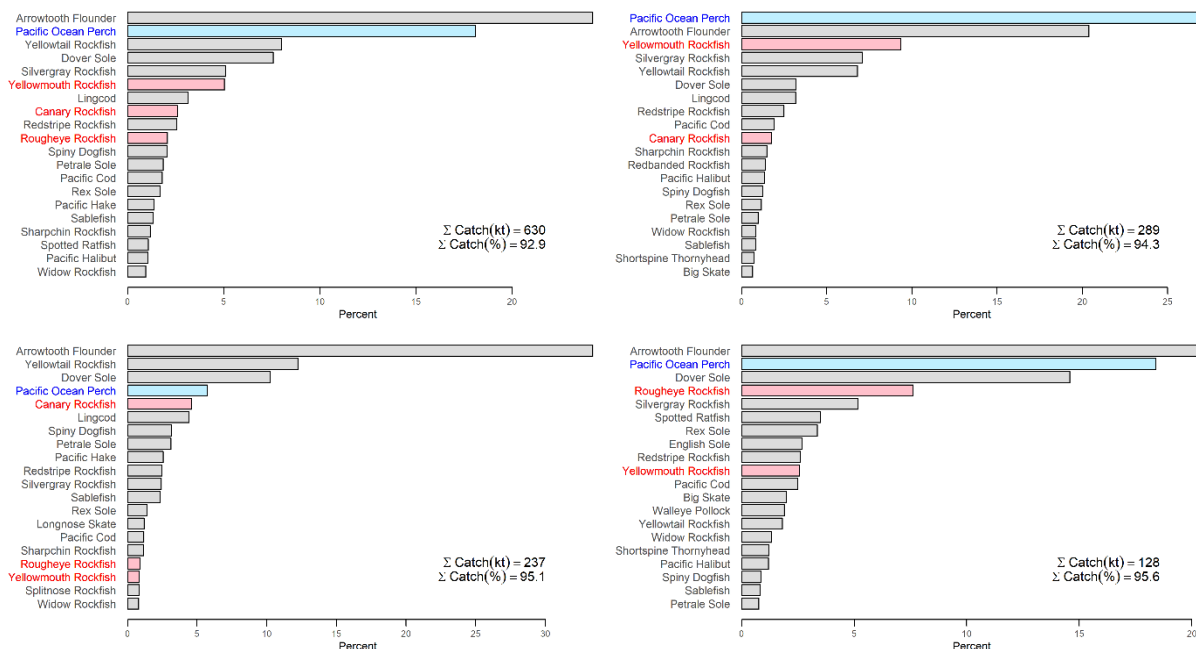 Arrowtooth Flounder
Pacific Ocean Perch
Yellowtail Rockfish
Dover Sole
Silvergray Rockfish
Yellowmouth Rockfish
Lingcod
Canary Rockfish
Redstripe Rockfish
Rougheye Rockfish
Spiny Dogfish
Petrale Sole
Pacific Cod
Rex Sole
Pacific Hake
Sablefish
Sharpchin Rockfish
Spotted Ratfish
Pacific Halibut
Widow Rockfish
Σ Catch(kt) = 630
Σ Catch(%) = 92.9
0 5 10 15 20
Percent
Pacific Ocean Perch
Arrowtooth Flounder
Yellowmouth Rockfish
Silvergray Rockfish
Yellowtail Rockfish
Dover Sole
Lingcod
Redstripe Rockfish
Pacific Cod
Canary Rockfish
Sharpchin Rockfish
Redbanded Rockfish
Pacific Halibut
Spiny Dogfish
Rex Sole
Petrale Sole
Widow Rockfish
Sablefish
Shortspine Thornyhead
Big Skate
Σ Catch(kt) = 289
Σ Catch(%) = 94.3
0 5 10 15 20 25
Percent
Arrowtooth Flounder
Yellowtail Rockfish
Dover Sole
Pacific Ocean Perch
Canary Rockfish
Lingcod
Spiny Dogfish
Petrale Sole
Pacific Hake
Redstripe Rockfish
Silvergray Rockfish
Sablefish
Rex Sole
Longnose Skate
Pacific Cod
Sharpchin Rockfish
Rougheye Rockfish
Yellowmouth Rockfish
Splitnose Rockfish
Widow Rockfish
Σ Catch(kt) = 237
Σ Catch(%) = 95.1
0 5 10 15 20 25 30
Percent
Arrowtooth Flounder
Pacific Ocean Perch
Dover Sole
Rougheye Rockfish
Silvergray Rockfish
Spotted Ratfish
Rex Sole
English Sole
Redstripe Rockfish
Yellowmouth Rockfish
Pacific Cod
Big Skate
Walleye Pollock
Yellowtail Rockfish
Widow Rockfish
Shortspine Thornyhead
Pacific Halibut
Spiny Dogfish
Sablefish
Petrale Sole
Σ Catch(kt) = 128
Σ Catch(%) = 95.6
0 5 10 15 20
Percent